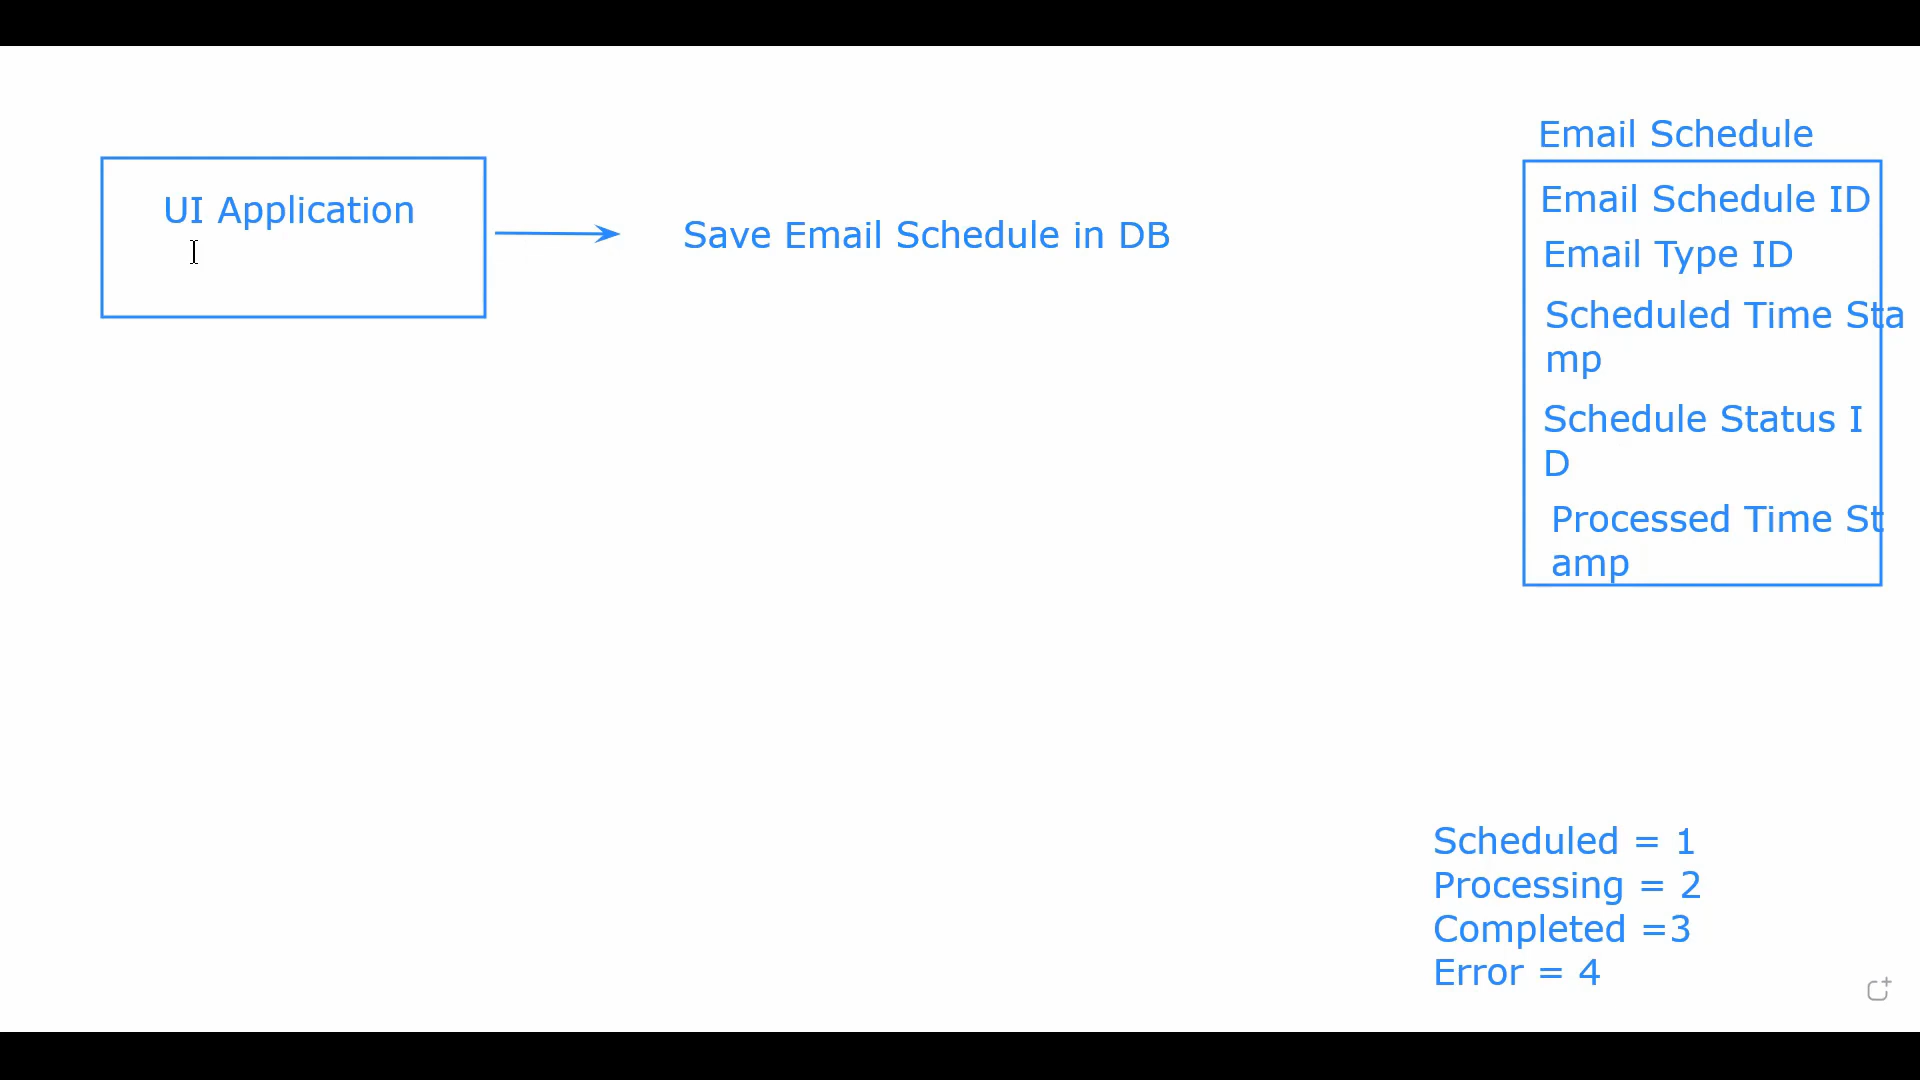 UI Application
Save Email Schedule in DB
Email Schedule
Email Schedule ID
Email Type ID
Scheduled Time Sta
mp
Schedule Status I
D
Processed Time St
amp
Scheduled = 1
Processing = 2
Completed =3
Error = 4